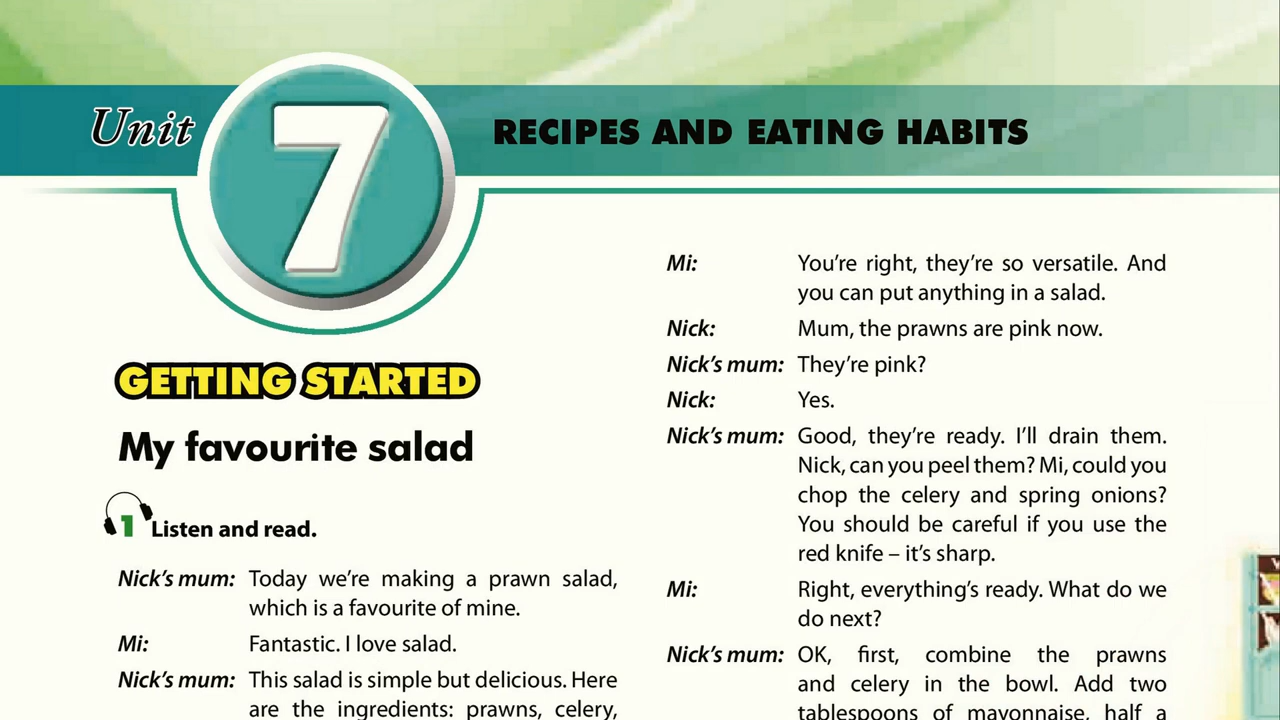 Unit
7
RECIPES AND EATING HABITS
GETTING STARTED
My favourite salad
1 Listen and read.
Nick's mum: Today we're making a prawn salad,
which is a favourite of mine.
Mi: Fantastic. I love salad.
Nick's mum: This salad is simple but delicious. Here
are the ingredients: prawns, celery,
Mi: You're right, they're so versatile. And
you can put anything in a salad.
Nick: Mum, the prawns are pink now.
Nick's mum: They're pink?
Nick: Yes.
Nick's mum: Good, they're ready. I'll drain them.
Nick, can you peel them? Mi, could you
chop the celery and spring onions?
You should be careful if you use the
red knife – it's sharp.
Mi: Right, everything's ready. What do we
do next?
Nick's mum: OK, first, combine the prawns
and celery in the bowl. Add two
tablespoons of mayonnaise, half a